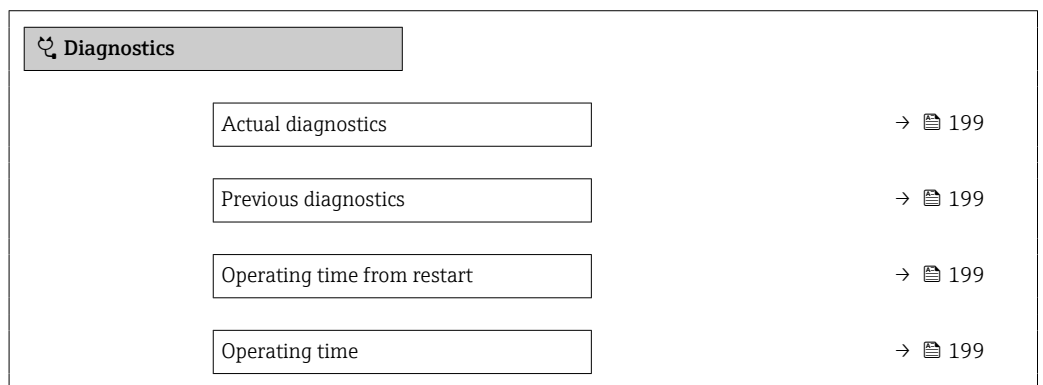 Diagnostics
Actual diagnostics → 199
Previous diagnostics → 199
Operating time from restart → 199
Operating time → 199